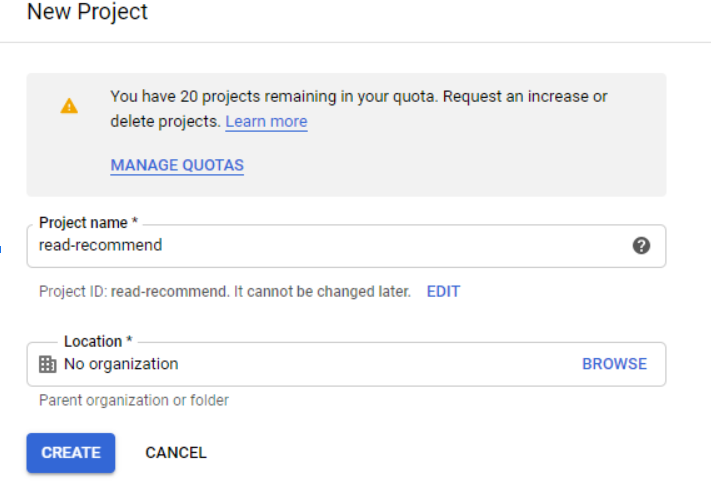 New Project
You have 20 projects remaining in your quota. Request an increase or
delete projects. Learn more
MANAGE QUOTAS
Project name *
read-recommend
Project ID: read-recommend. It cannot be changed later. EDIT
Location *
No organization BROWSE
Parent organization or folder
CREATE CANCEL